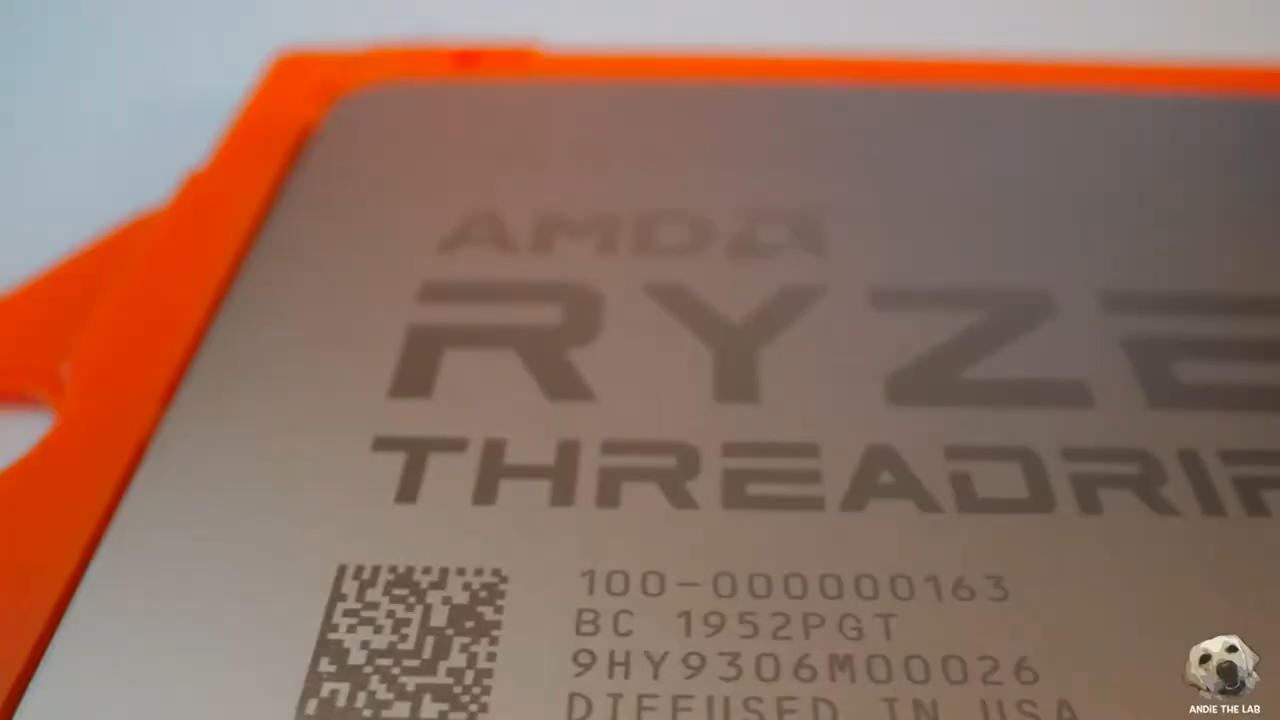 AMD
RYZE
THREADRIP
100-000000163
BC 1952PGT
9HY9306M00026
DIFFUSED IN USA
ANDIE THE LAB